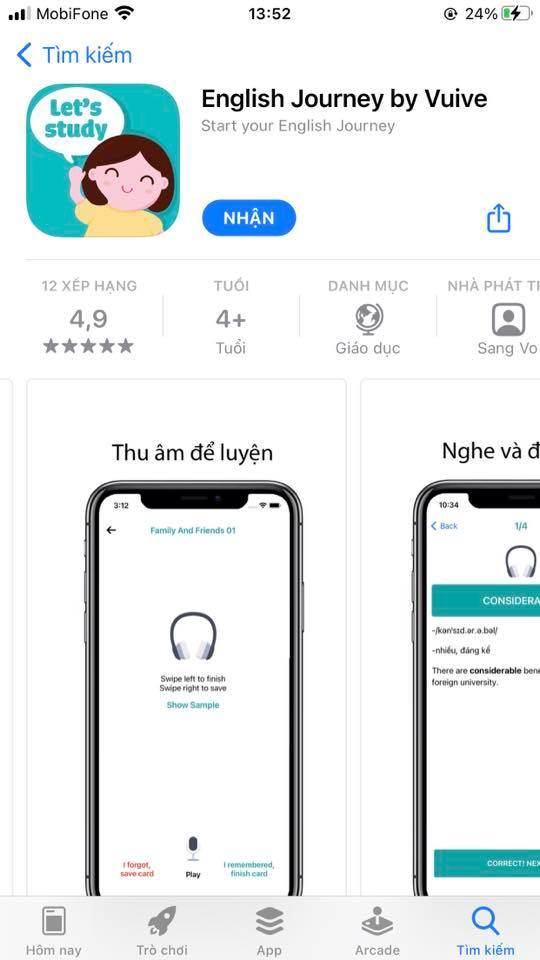 MobiFone
13:52
24%
Tìm kiếm
Let's
study
English Journey by Vuive
Start your English Journey
NHẬN
12 XẾP HẠNG
4,9
TUỔI
4+
Tuổi
DANH MỤC
Giáo dục
NHÀ PHÁT TR
Sang Vo
Thu âm để luyện
3:12
Family And Friends 01
Swipe left to finish
Swipe right to save
Show Sample
I forgot,
save card
Play
I remembered,
finish card
Nghe và đ
10:34
Back
1/4
CONSIDERA
-/kən'sɪd.ər.ə.bəl/
-nhiều, đáng kể
There are considerable bene
foreign university.
CORRECT! NEX
Hôm nay
Trò chơi
App
Arcade
Tìm kiếm